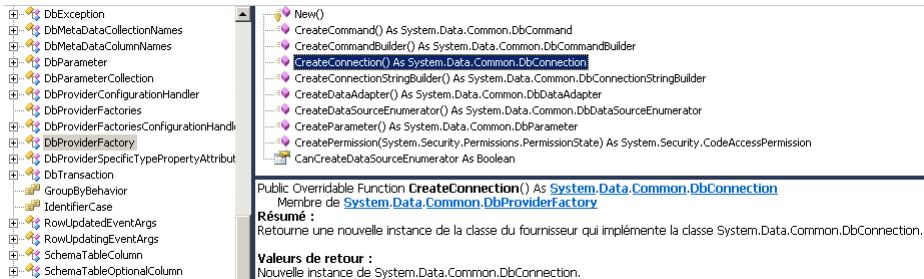 DbException
DbMetaDataCollectionNames
DbMetaDataColumnNames
DbParameter
DbParameterCollection
DbProviderConfigurationHandler
DbProviderFactories
DbProviderFactoriesConfigurationHandl
DbProviderFactory
DbProviderSpecificTypePropertyAttribut
DbTransaction
GroupByBehavior
IdentifierCase
RowUpdatedEventArgs
RowUpdatingEventArgs
SchemaTableColumn
SchemaTableOptionalColumn
New()
CreateCommand() As System.Data.Common.DbCommand
CreateCommandBuilder() As System.Data.Common.DbCommandBuilder
CreateConnection() As System.Data.Common.DbConnection
CreateConnectionStringBuilder() As System.Data.Common.DbConnectionStringBuilder
CreateDataAdapter() As System.Data.Common.DbDataAdapter
CreateDataSourceEnumerator() As System.Data.Common.DbDataSourceEnumerator
CreateParameter() As System.Data.Common.DbParameter
CreatePermission(System.Security.Permissions.PermissionState) As System.Security.CodeAccessPermission
CanCreateDataSourceEnumerator As Boolean
Public Overridable Function CreateConnection() As System.Data.Common.DbConnection
Membre de System.Data.Common.DbProviderFactory
Résumé :
Retourne une nouvelle instance de la classe du fournisseur qui implémente la classe System.Data.Common.DbConnection.
Valeurs de retour :
Nouvelle instance de System.Data.Common.DbConnection.